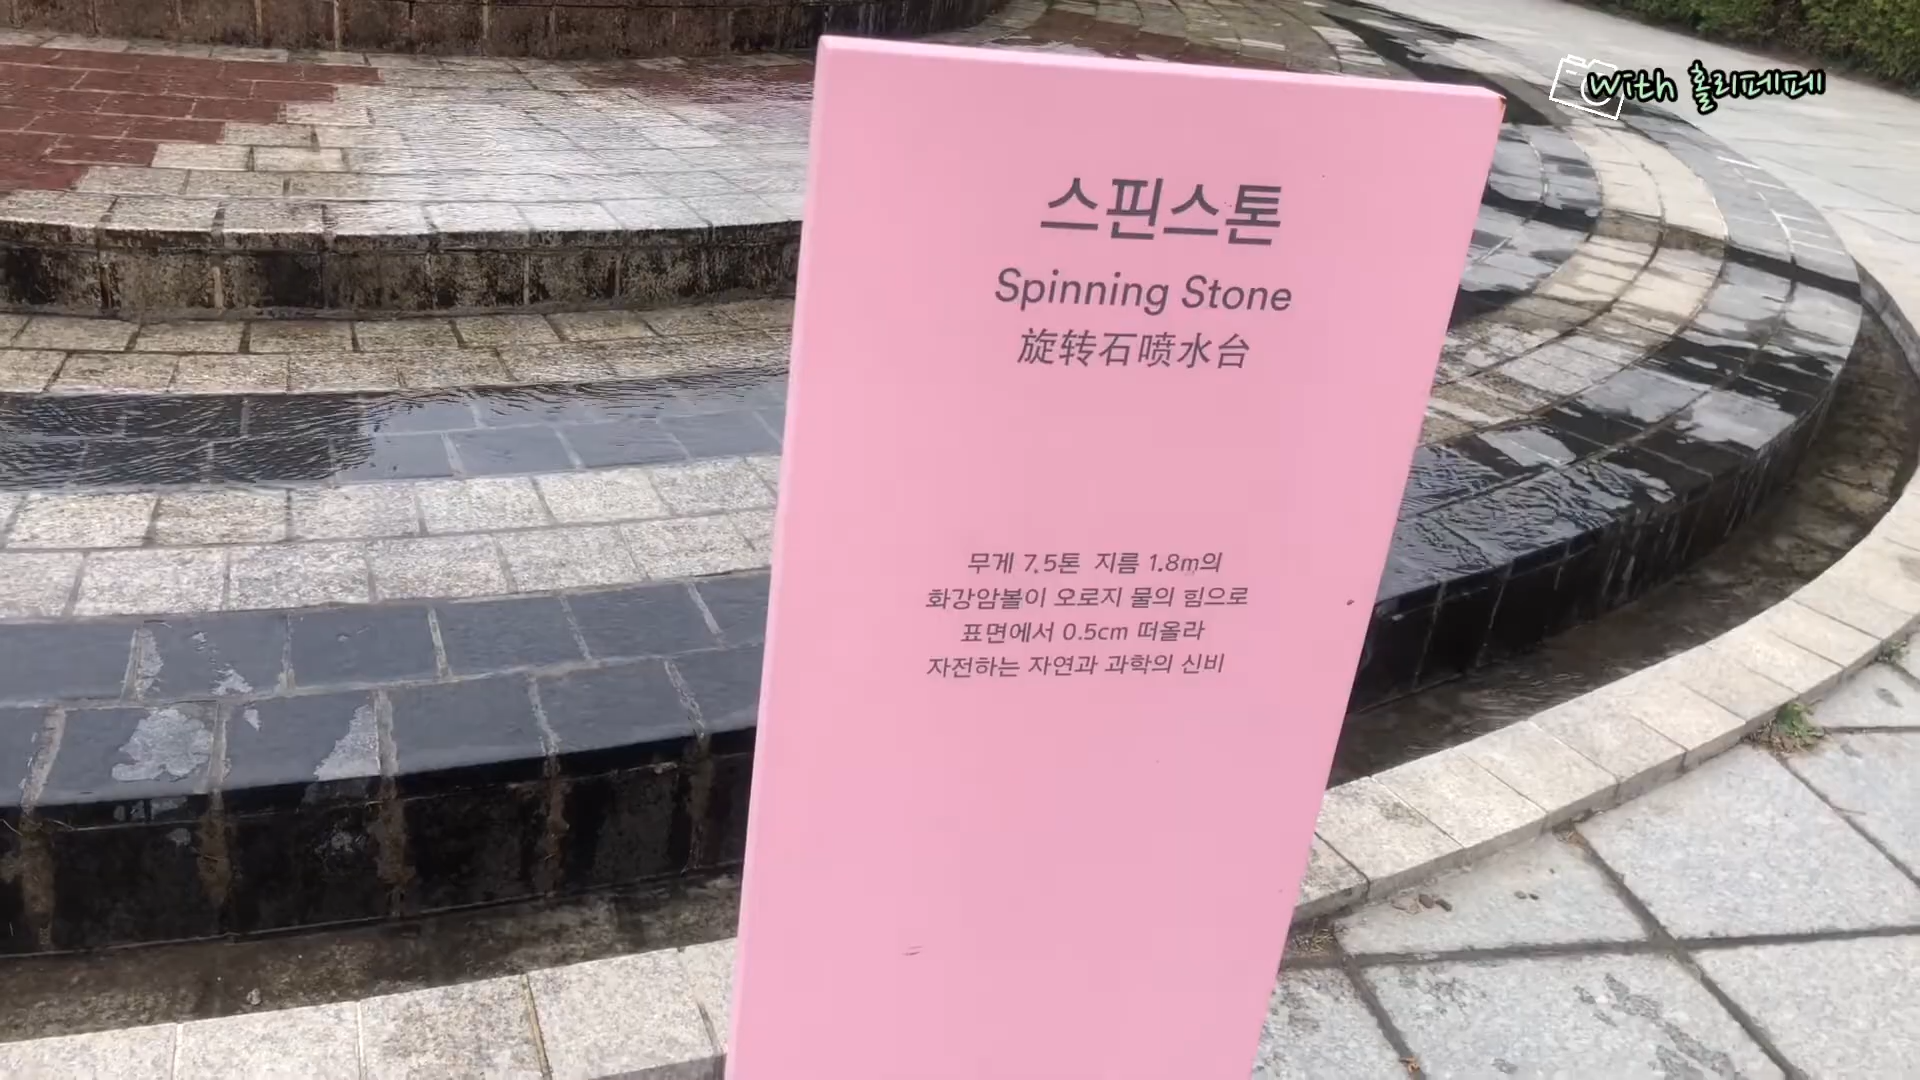 with 홀리페페
스핀스톤
Spinning Stone
旋转石喷水台
무게 7.5톤 지름 1.8m의
화강암볼이 오로지 물의 힘으로
표면에서 0.5cm 떠올라
자전하는 자연과 과학의 신비